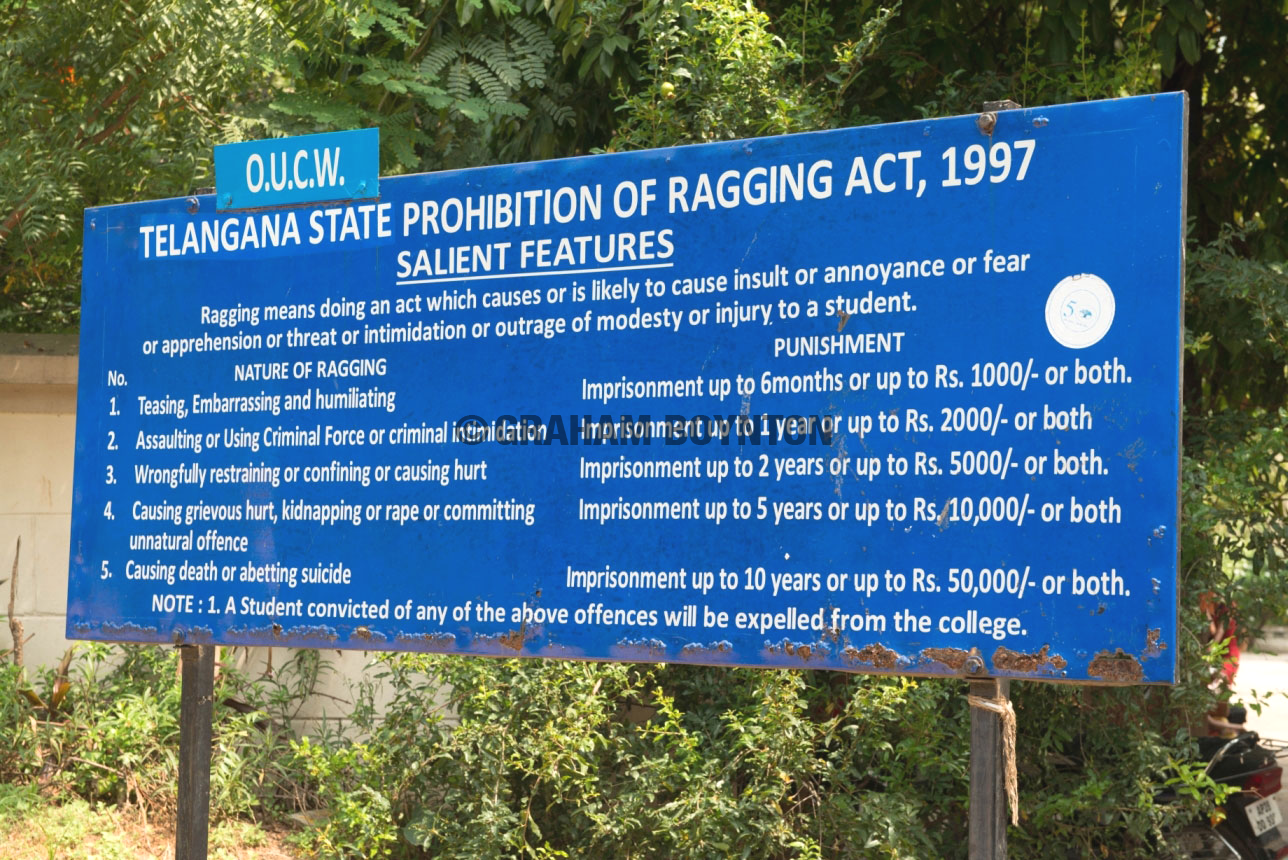 O.U.C.W.
TELANGANA STATE PROHIBITION OF RAGGING ACT, 1997
SALIENT FEATURES
Ragging means doing an act which causes or is likely to cause insult or annoyance or fear
or apprehension or threat or intimidation or outrage of modesty or injury to a student.
No. NATURE OF RAGGING PUNISHMENT
1. Teasing, Embarrassing and humiliating Imprisonment up to 6months or up to Rs. 1000/- or both.
2. Assaulting or Using Criminal Force or criminal intimidation Imprisonment up to 1 year or up to Rs. 2000/- or both
3. Wrongfully restraining or confining or causing hurt Imprisonment up to 2 years or up to Rs. 5000/- or both.
4. Causing grievous hurt, kidnapping or rape or committing Imprisonment up to 5 years or up to Rs. 10,000/- or both
unnatural offence
5. Causing death or abetting suicide Imprisonment up to 10 years or up to Rs. 50,000/- or both.
NOTE : 1. A Student convicted of any of the above offences will be expelled from the college.
© GRAHAM BOYNTON